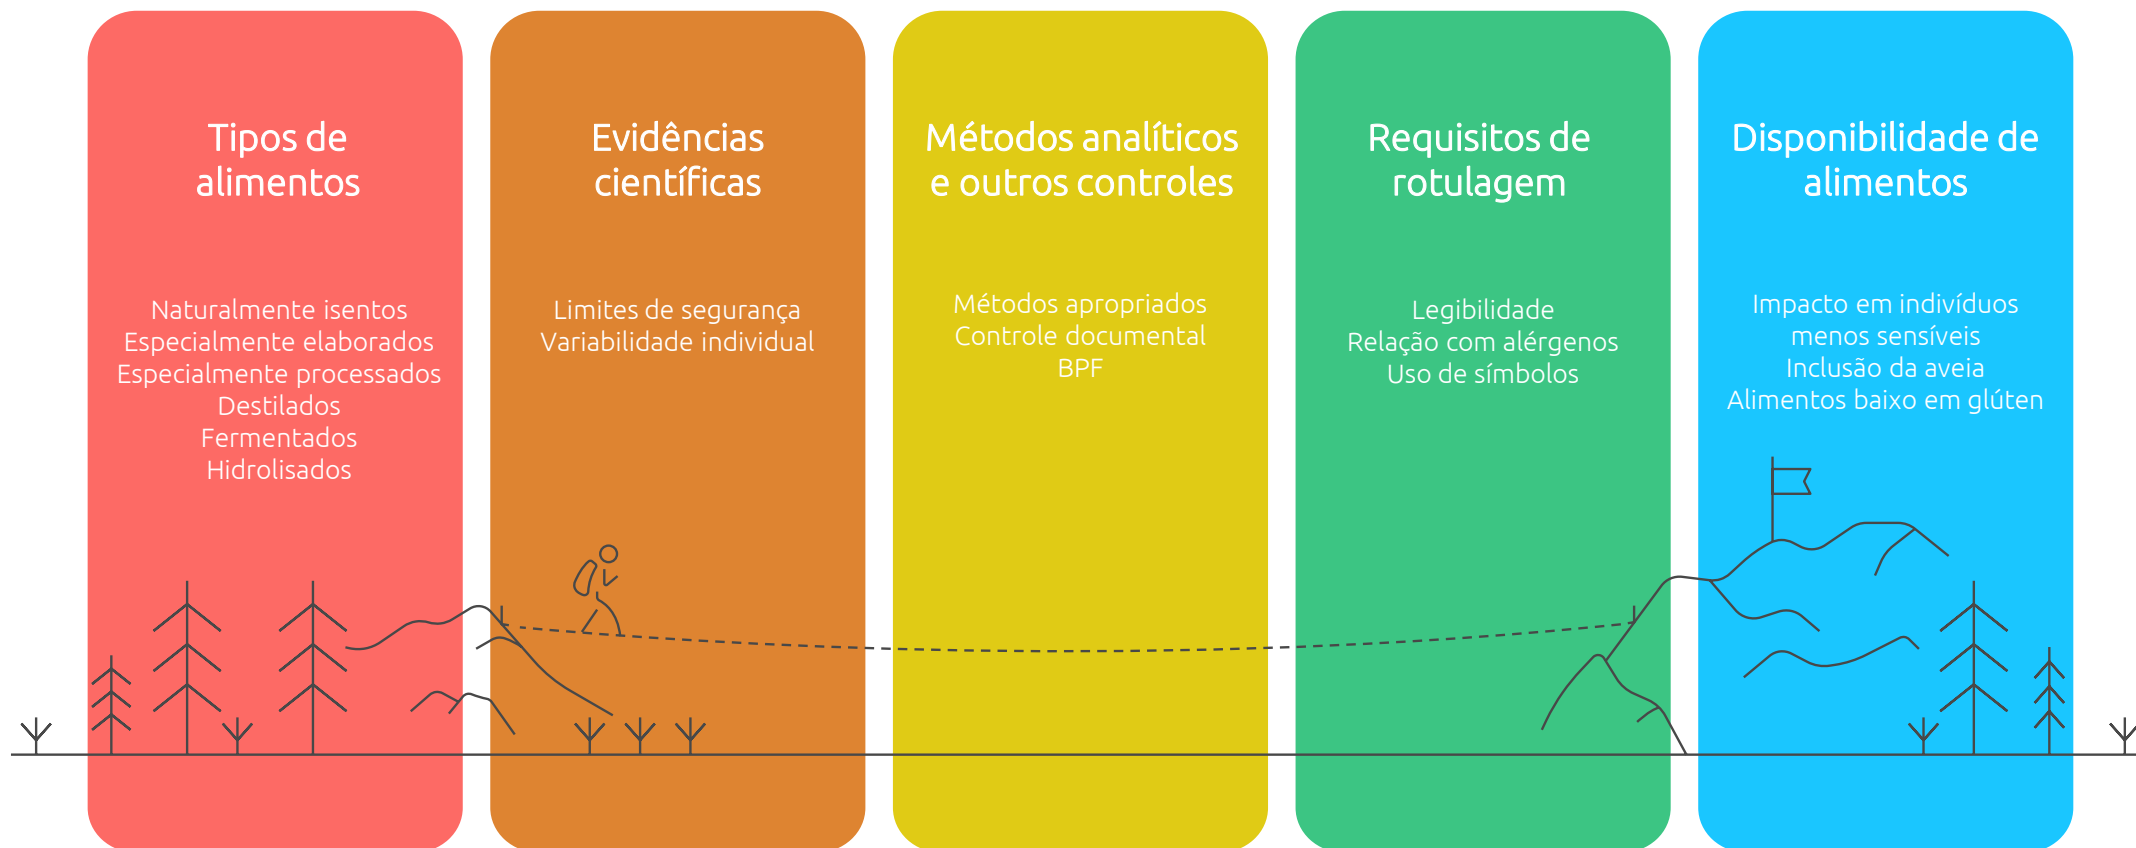 Tipos de
alimentos
Naturalmente isentos
Especialmente elaborados
Especialmente processados
Destilados
Fermentados
Hidrolisados
Evidências
científicas
Limites de segurança
Variabilidade individual
Métodos analíticos
e outros controles
Métodos apropriados
Controle documental
BPF
Requisitos de
rotulagem
Legibilidade
Relação com alérgenos
Uso de símbolos
Disponibilidade de
alimentos
Impacto em indivíduos
menos sensíveis
Inclusão da aveia
Alimentos baixo em glúten